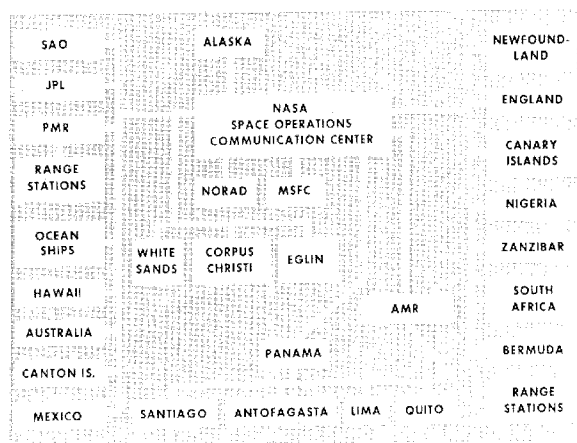 SAO
JPL
PMR
RANGE
STATIONS
OCEAN
SHIPS
HAWAII
AUSTRALIA
CANTON IS.
MEXICO
ALASKA
NASA
SPACE OPERATIONS
COMMUNICATION CENTER
NORAD
MSFC
WHITE
SANDS
CORPUS
CHRISTI
EGLIN
AMR
PANAMA
SANTIAGO
ANTOFAGASTA
LIMA
QUITO
NEWFOUND-
LAND
ENGLAND
CANARY
ISLANDS
NIGERIA
ZANZIBAR
SOUTH
AFRICA
BERMUDA
RANGE
STATIONS